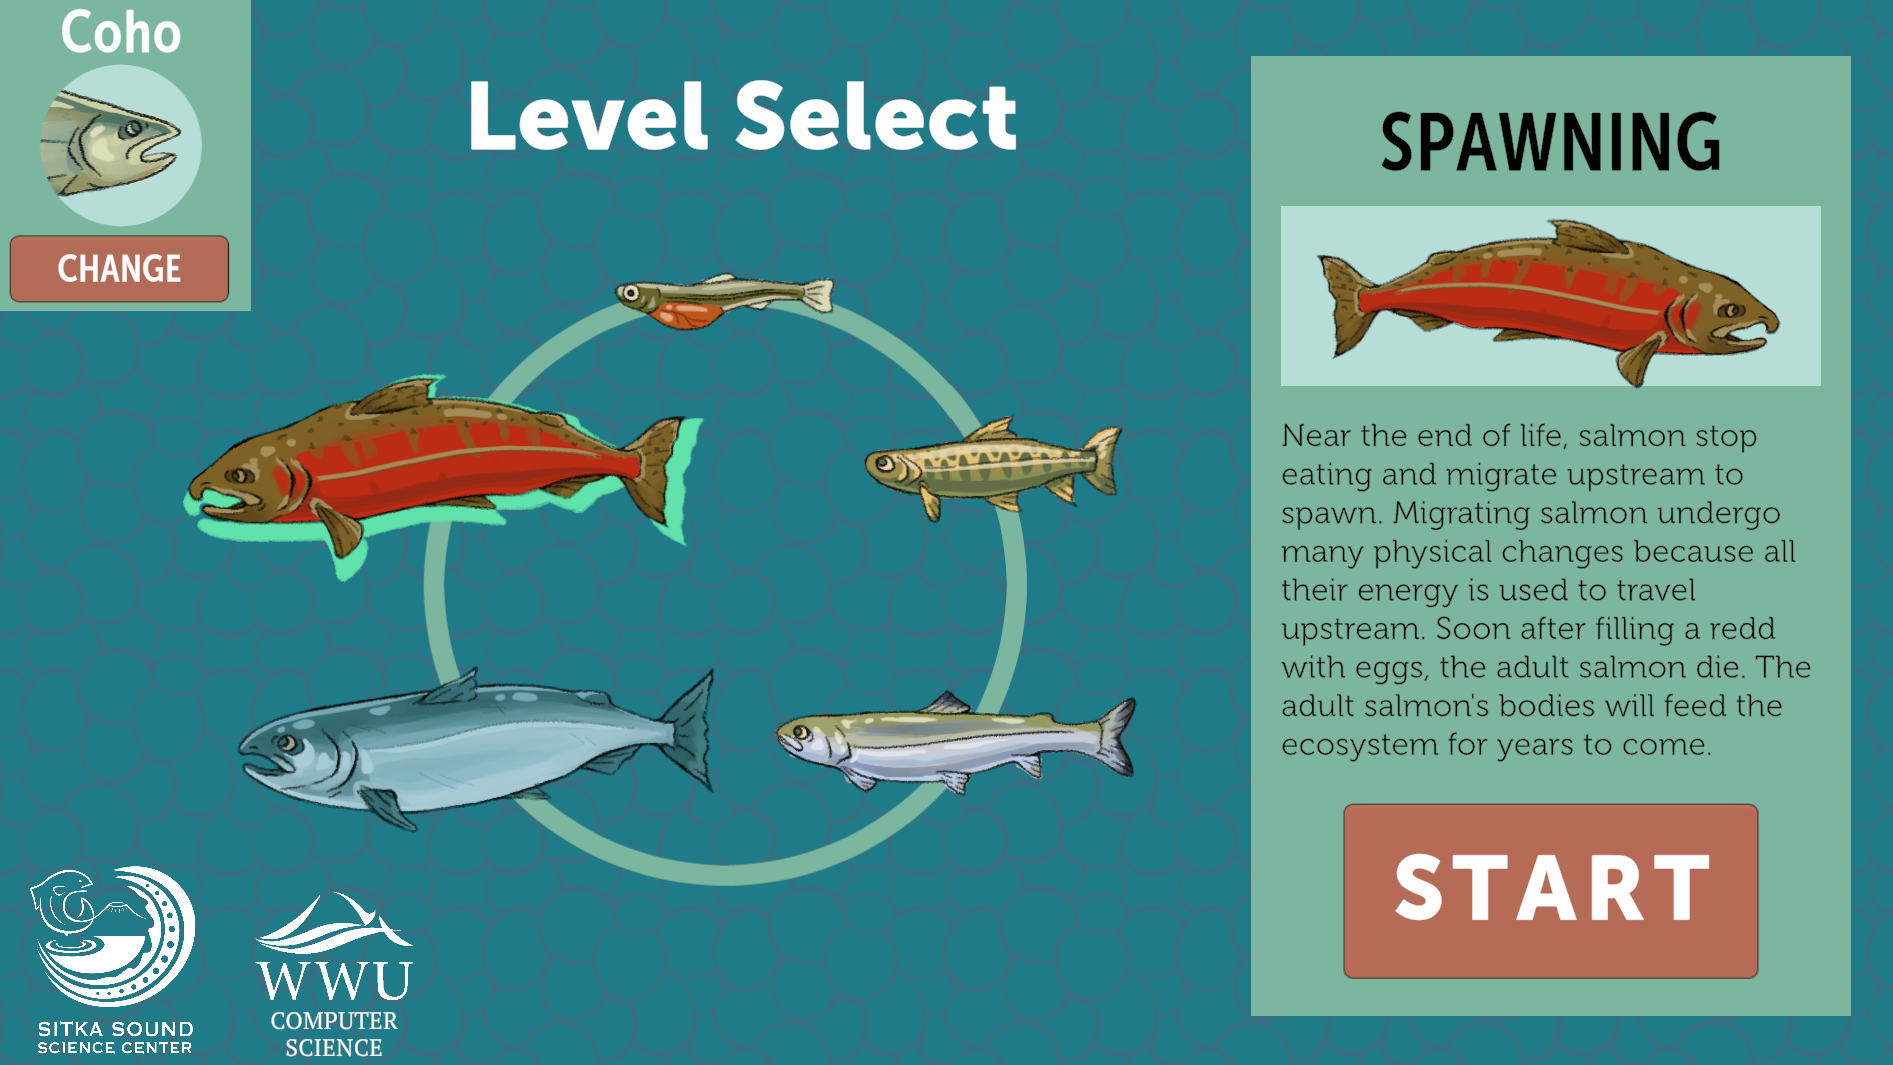 Coho
CHANGE
Level Select
SPAWNING
Near the end of life, salmon stop
eating and migrate upstream to
spawn. Migrating salmon undergo
many physical changes because all
their energy is used to travel
upstream. Soon after filling a redd
with eggs, the adult salmon die. The
adult salmon's bodies will feed the
ecosystem for years to come.
START
SITKA SOUND
SCIENCE CENTER
WWU
COMPUTER
SCIENCE